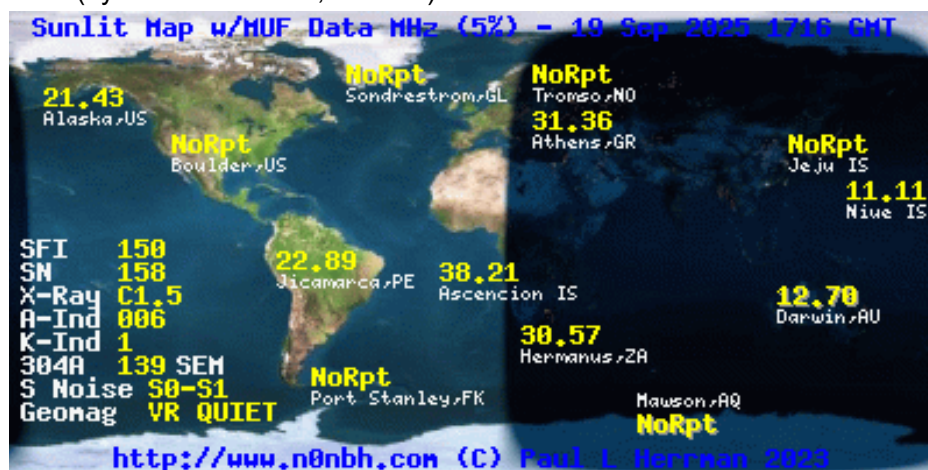 Sunlit Map w/MUF Data MHz (5%) - 19 Sep 2025 1716 GMT
NoRpt
Sondrestrom,GL
NoRpt
Tromso,NO
21.43
Alaska,US
31.36
Athens,GR
NoRpt
Boulder,US
NoRpt
Jeju IS
11.11
Niue IS
SFI 150
SN 158
X-Ray C1.5
A-Ind 006
K-Ind 1
304A 139 SEM
S Noise S0-S1
Geomag VR QUIET
22.89
Jicamarca,PE
38.21
Ascencion IS
12.70
Darwin,AU
30.57
Hermanus,ZA
NoRpt
Port Stanley,FK
Mawson,AQ
NoRpt
http://www.n0nbh.com (C) Paul L Herrman 2023